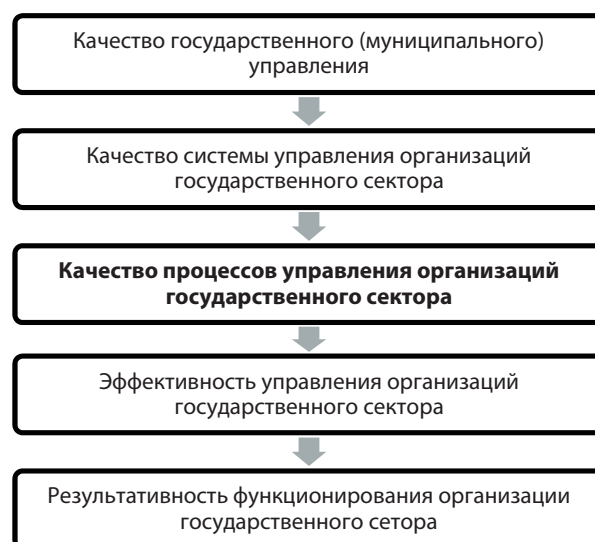 Качество государственного (муниципального)
управления
Качество системы управления организаций
государственного сектора
Качество процессов управления организаций
государственного сектора
Эффективность управления организаций
государственного сектора
Результативность функционирования организации
государственного сетора